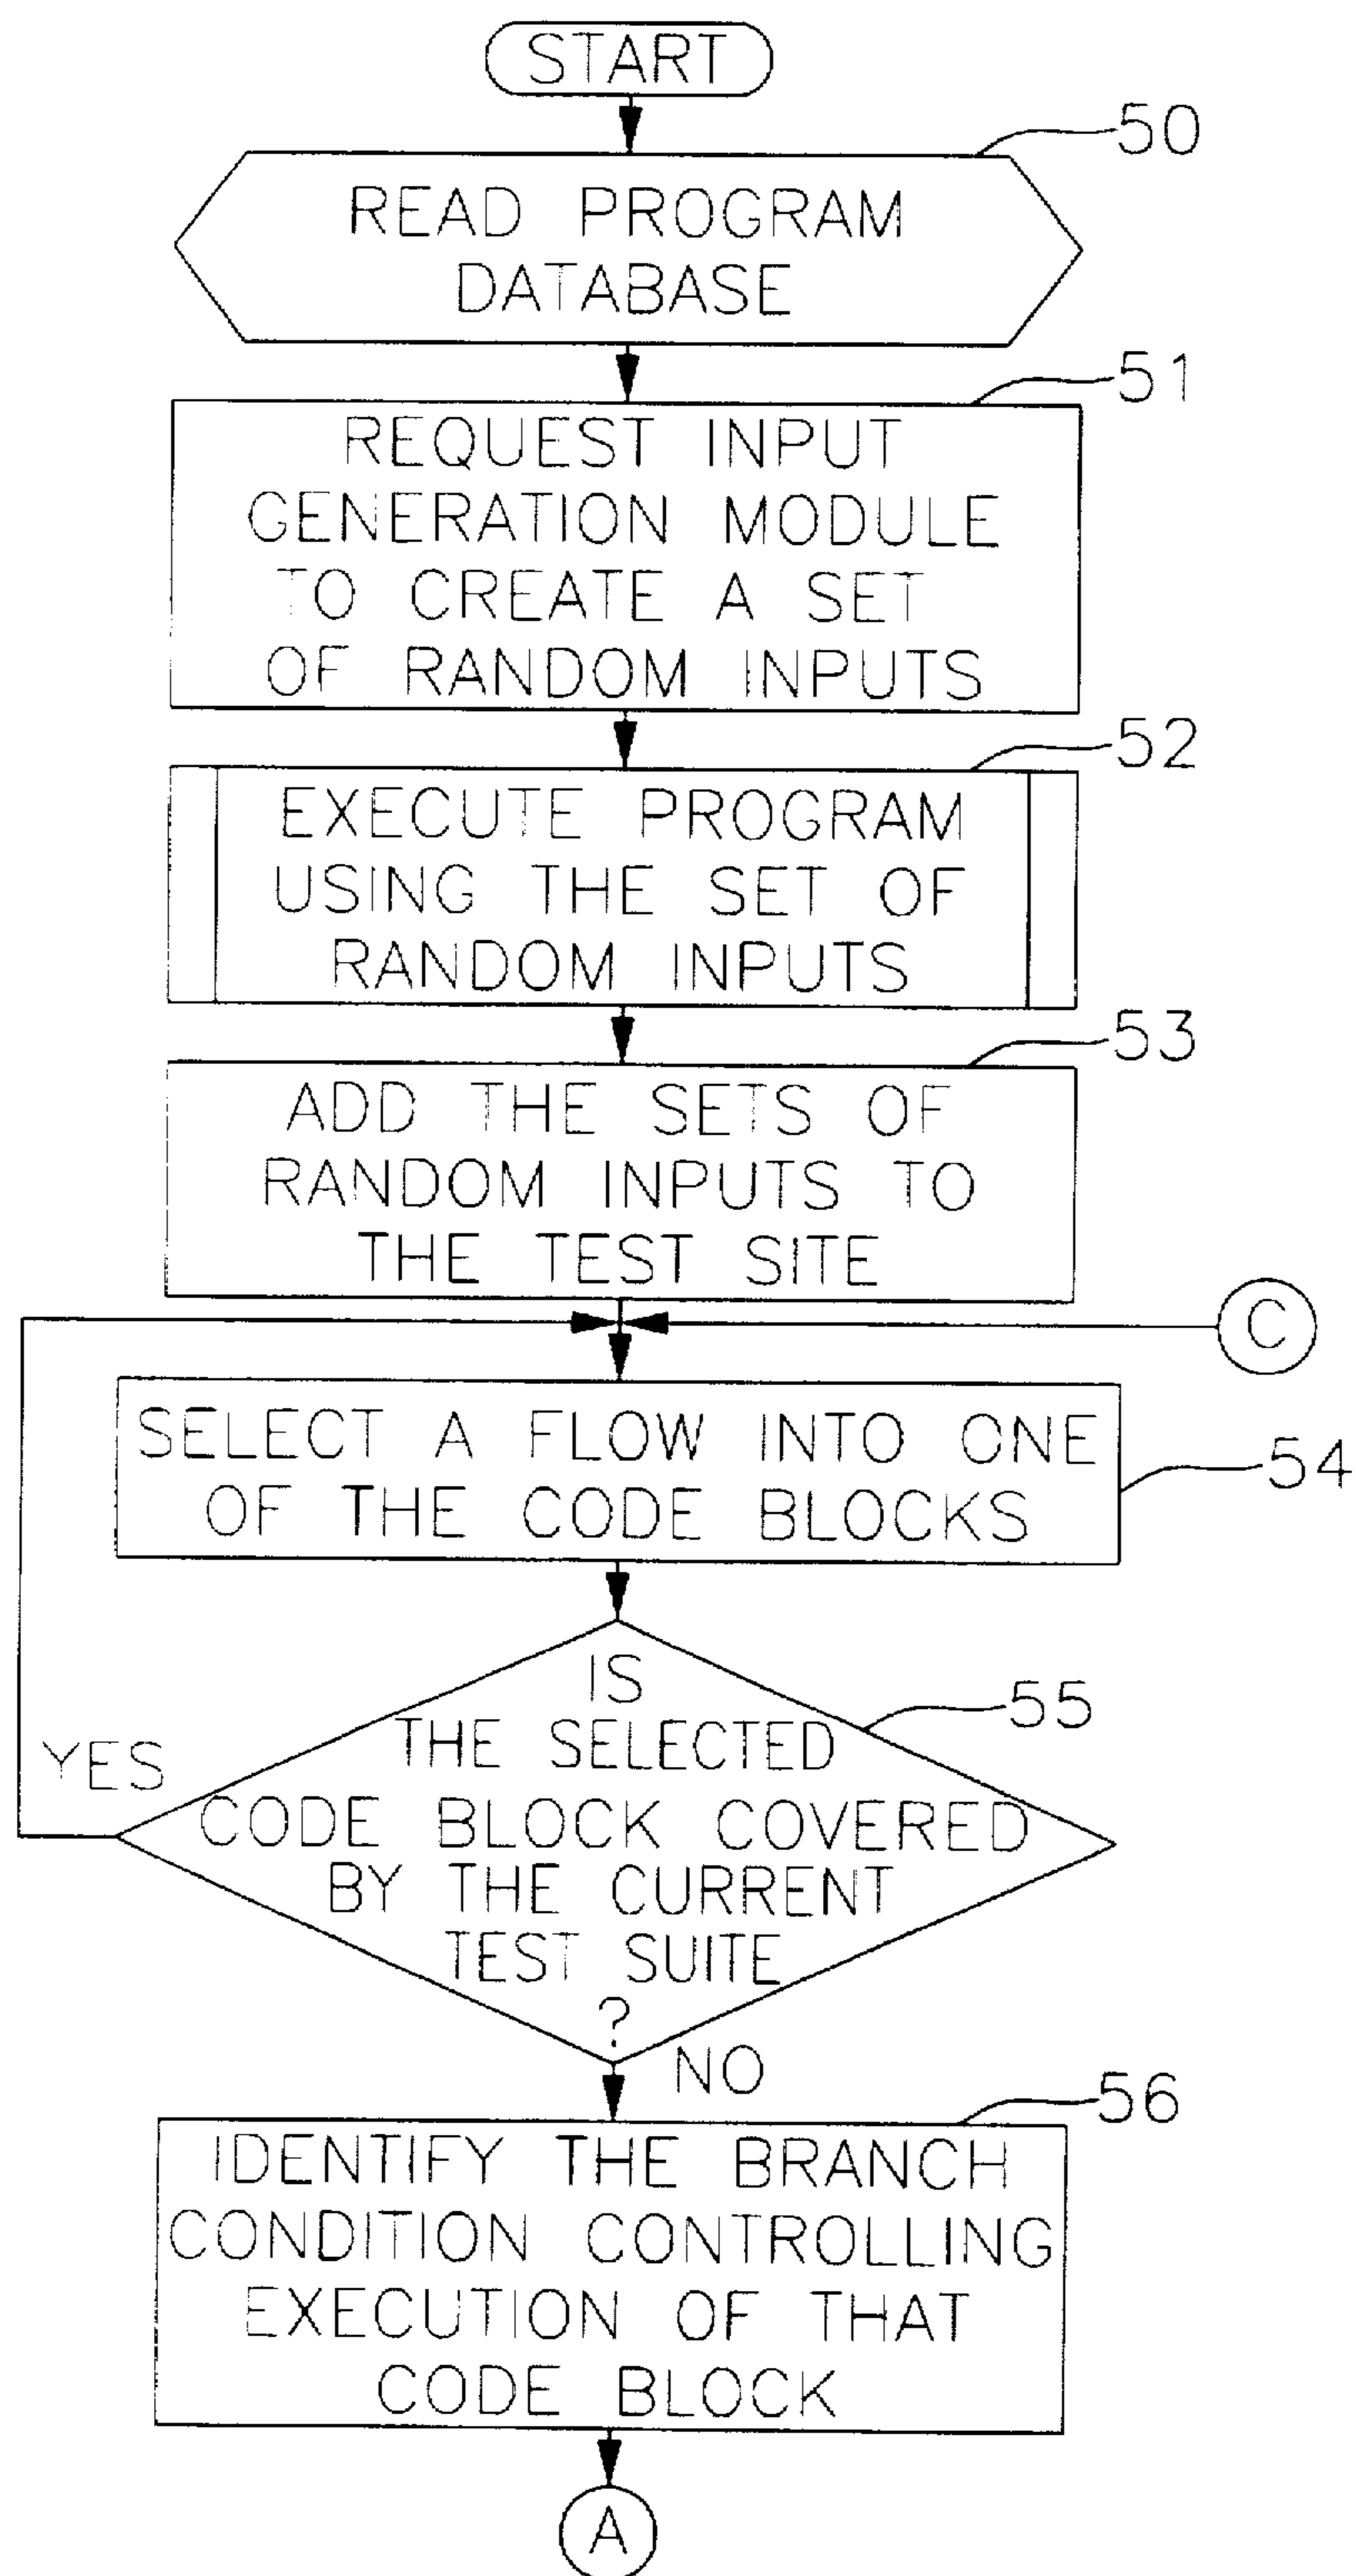 START
50
READ PROGRAM
DATABASE
51
REQUEST INPUT
GENERATION MODULE
TO CREATE A SET
OF RANDOM INPUTS
52
EXECUTE PROGRAM
USING THE SET OF
RANDOM INPUTS
53
ADD THE SETS OF
RANDOM INPUTS TO
THE TEST SITE
C
SELECT A FLOW INTO ONE
OF THE CODE BLOCKS
54
IS
THE SELECTED
CODE BLOCK COVERED
BY THE CURRENT
TEST SUITE
?
55
YES
NO
56
IDENTIFY THE BRANCH
CONDITION CONTROLLING
EXECUTION OF THAT
CODE BLOCK
A